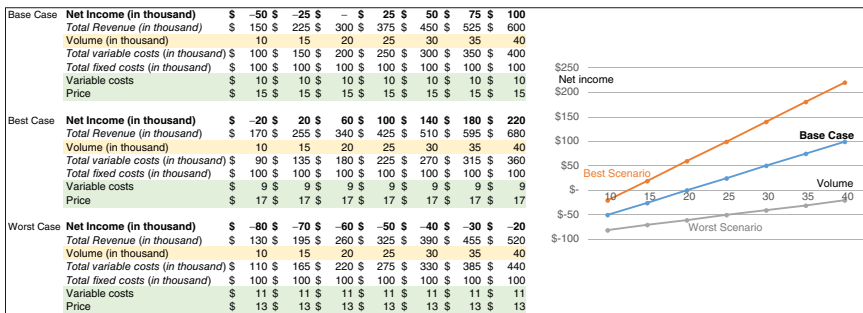 Base Case Net Income (in thousand) $ −50 $ −25 $ – $ 25 $ 50 $ 75 $ 100
Total Revenue (in thousand) $ 150 $ 225 $ 300 $ 375 $ 450 $ 525 $ 600
Volume (in thousand) 10 15 20 25 30 35 40
Total variable costs (in thousand) $ 100 $ 150 $ 200 $ 250 $ 300 $ 350 $ 400
Total fixed costs (in thousand) $ 100 $ 100 $ 100 $ 100 $ 100 $ 100 $ 100
Variable costs $ 10 $ 10 $ 10 $ 10 $ 10 $ 10 $ 10
Price $ 15 $ 15 $ 15 $ 15 $ 15 $ 15 $ 15
Best Case Net Income (in thousand) $ −20 $ 20 $ 60 $ 100 $ 140 $ 180 $ 220
Total Revenue (in thousand) $ 170 $ 255 $ 340 $ 425 $ 510 $ 595 $ 680
Volume (in thousand) 10 15 20 25 30 35 40
Total variable costs (in thousand) $ 90 $ 135 $ 180 $ 225 $ 270 $ 315 $ 360
Total fixed costs (in thousand) $ 100 $ 100 $ 100 $ 100 $ 100 $ 100 $ 100
Variable costs $ 9 $ 9 $ 9 $ 9 $ 9 $ 9 $ 9
Price $ 17 $ 17 $ 17 $ 17 $ 17 $ 17 $ 17
Worst Case Net Income (in thousand) $ −80 $ −70 $ −60 $ −50 $ −40 $ −30 $ −20
Total Revenue (in thousand) $ 130 $ 195 $ 260 $ 325 $ 390 $ 455 $ 520
Volume (in thousand) 10 15 20 25 30 35 40
Total variable costs (in thousand) $ 110 $ 165 $ 220 $ 275 $ 330 $ 385 $ 440
Total fixed costs (in thousand) $ 100 $ 100 $ 100 $ 100 $ 100 $ 100 $ 100
Variable costs $ 11 $ 11 $ 11 $ 11 $ 11 $ 11 $ 11
Price $ 13 $ 13 $ 13 $ 13 $ 13 $ 13 $ 13
$250
Net income
$200
$150
$100
Base Case
$50
Best Scenario
Volume
$-
10 15 20 25 30 35 40
$-50
Worst Scenario
$-100